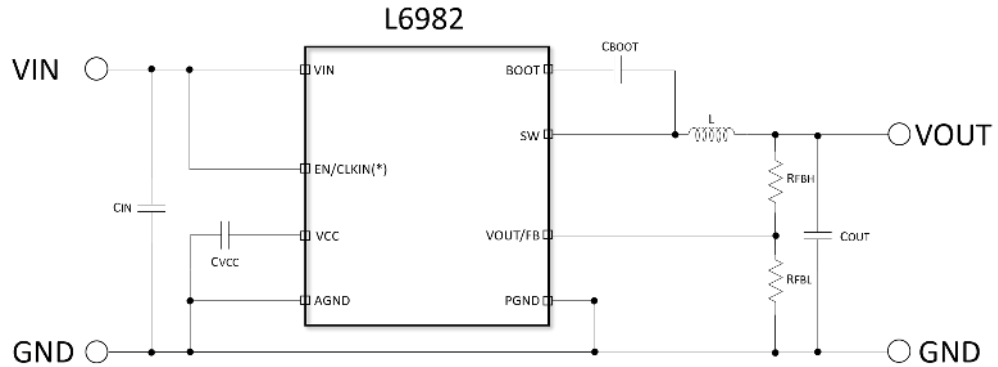 L6982
CBOOT
VIN
VIN
BOOT
L
SW
VOUT
EN/CLKIN(*)
RFBH
CIN
VCC
VOUT/FB
COUT
CVCC
RFBL
AGND
PGND
GND
GND